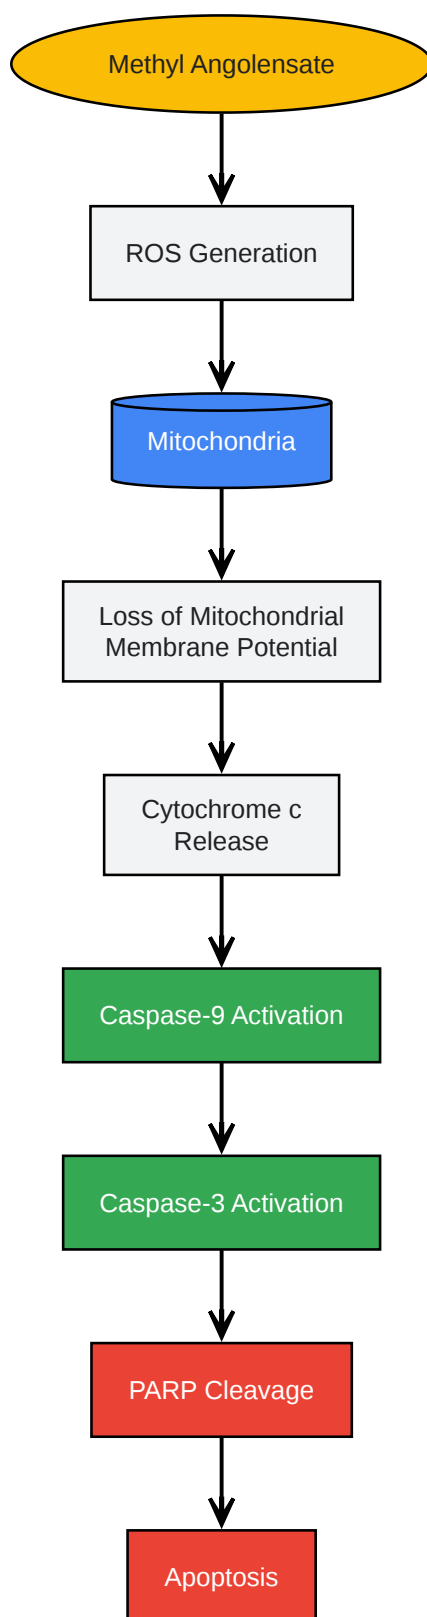 Methyl Angolensate
ROS Generation
Mitochondria
Loss of Mitochondrial
Membrane Potential
Cytochrome c
Release
Caspase-9 Activation
Caspase-3 Activation
PARP Cleavage
Apoptosis